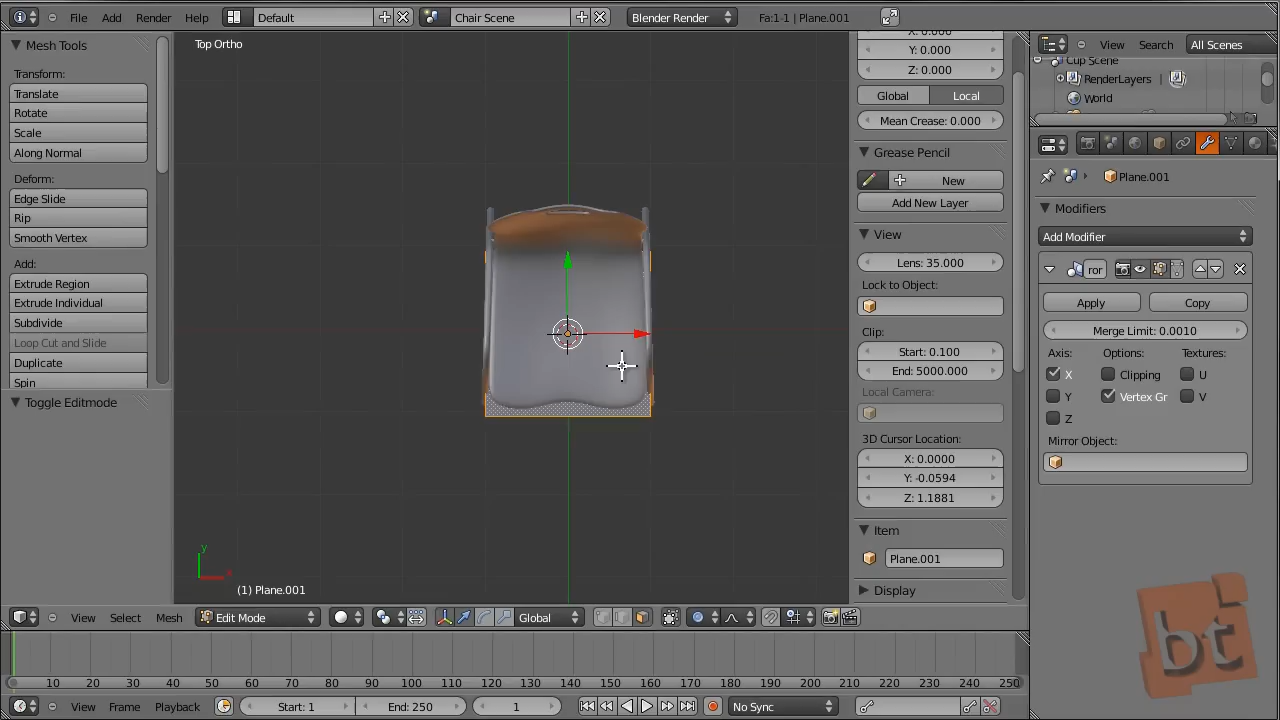 File Add Render Help Default Chair Scene Blender Render Fa:1-1 | Plane.001
Mesh Tools
Transform:
Translate
Rotate
Scale
Along Normal
Deform:
Edge Slide
Rip
Smooth Vertex
Add:
Extrude Region
Extrude Individual
Subdivide
Loop Cut and Slide
Duplicate
Spin
Toggle Editmode
Top Ortho
y
x
(1) Plane.001
X: 0.000
Y: 0.000
Z: 0.000
Global Local
Mean Crease: 0.000
Grease Pencil
New
Add New Layer
View
Lens: 35.000
Lock to Object:
Clip:
Start: 0.100
End: 5000.000
Local Camera:
3D Cursor Location:
X: 0.0000
Y: -0.0594
Z: 1.1881
Item
Plane.001
Display
View Search All Scenes
Cup Scene
RenderLayers |
World
Plane.001
Modifiers
Add Modifier
ror
Apply Copy
Merge Limit: 0.0010
Axis: Options: Textures:
X Clipping U
Y Vertex Gr V
Z
Mirror Object:
View Select Mesh Edit Mode Global
10 20 30 40 50 60 70 80 90 100 110 120 130 140 150 160 170 180 190 200 210 220 230 240 250
View Frame Playback Start: 1 End: 250 1 No Sync
bt